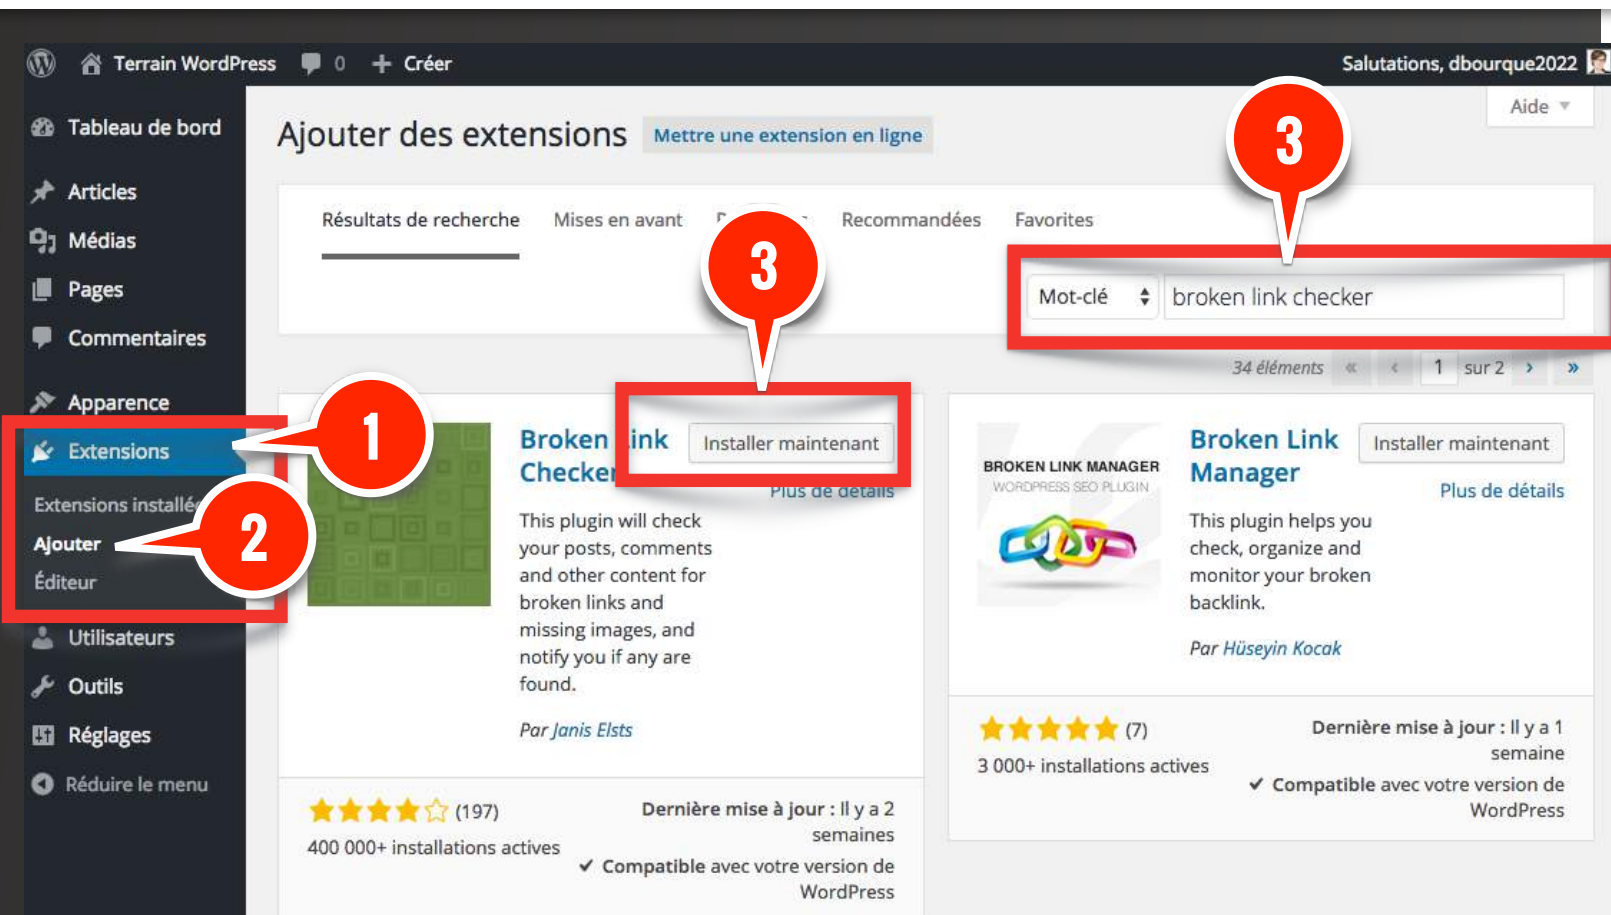 Terrain WordPress 0 + Créer
Salutations, dbourque2022
Aide
Tableau de bord
Articles
Médias
Pages
Commentaires
Apparence
Extensions
Extensions
Ajouter
Éditeur
Utilisateurs
Outils
Réglages
Réduire le menu
1
2
Ajouter des extensions Mettre une extension en ligne
3
Résultats de recherche Mises en avant Recommandées Favorites
3
Mot-clé broken link checker
34 éléments « ‹ 1 sur 2 › »
Broken Link
Checker
Installer maintenant
Plus de détails
This plugin will check
your posts, comments
and other content for
broken links and
missing images, and
notify you if any are
found.
Par Janis Elsts
(197)
400 000+ installations actives
Dernière mise à jour : Il y a 2
semaines
✔ Compatible avec votre version de
WordPress
BROKEN LINK MANAGER
WORDPRESS SEO PLUGIN
Broken Link
Manager
Installer maintenant
Plus de détails
This plugin helps you
check, organize and
monitor your broken
backlink.
Par Hüseyin Kocak
(7)
3 000+ installations actives
Dernière mise à jour : Il y a 1
semaine
✔ Compatible avec votre version de
WordPress